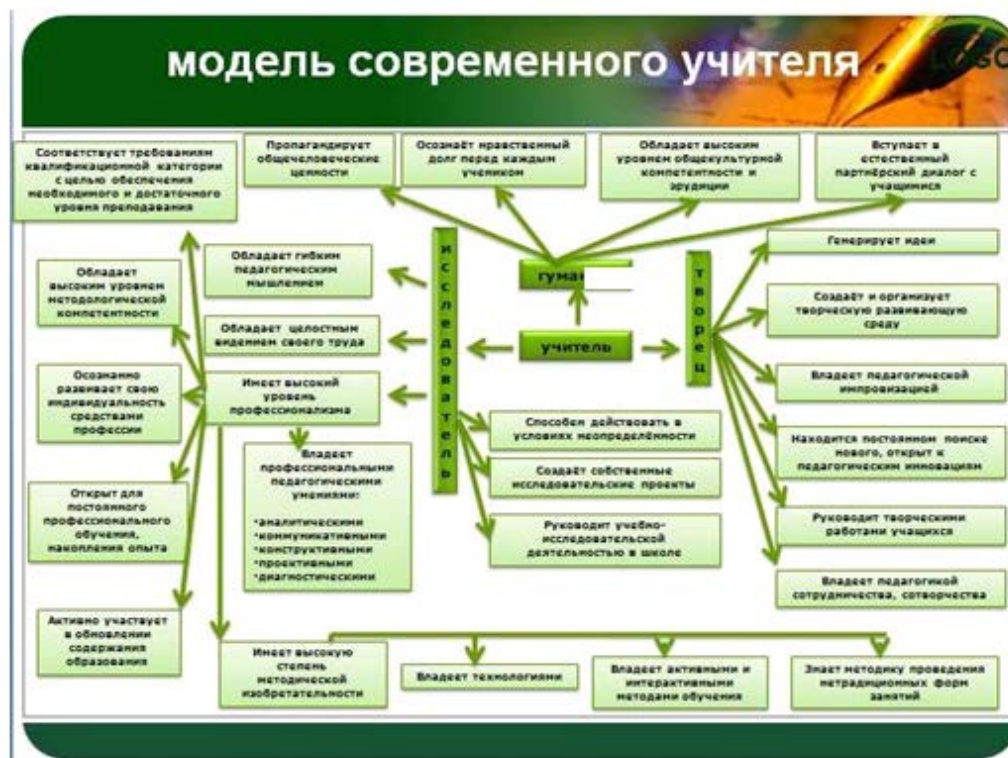 модель современного учителя
LOGO
Соответствует требованиям
квалификационной категории
с целью обеспечения
необходимого и достаточного
уровня преподавания
Пропагандирует
общечеловеческие
ценности
Осознаёт нравственный
долг перед каждым
учеником
Обладает высоким
уровнем общекультурной
компетентности и
эрудиции
Вступает в
естественный
партнёрский диалог с
учащимися
Обладает
высоким уровнем
методологической
компетентности
Обладает гибким
педагогическим
мышлением
исследователь
гума
творец
Генерирует идеи
Создаёт и организует
творческую развивающую
среду
Обладает целостным
видением своего труда
учитель
Осознанно
развивает свою
индивидуальность
средствами
профессии
Имеет высокий
уровень
профессионализма
Владеет педагогической
импровизацией
Способен действовать в
условиях неопределённости
Находится постоянном поиске
нового, открыт к
педагогическим инновациям
Владеет
профессиональными
педагогическими
умениями:
•аналитическими
•коммуникативными
•конструктивными
•проективными
•диагностическими
Создаёт собственные
исследовательские проекты
Открыт для
постоянного
профессионального
обучения,
накопления опыта
Руководит учебно-
исследовательской
деятельностью в школе
Руководит творческими
работами учащихся
Владеет педагогикой
сотрудничества, сотворчества
Активно участвует
в обновлении
содержания
образования
Имеет высокую
степень
методической
изобретательности
Владеет технологиями
Владеет активными и
интерактивными
методами обучения
Знает методику проведения
нетрадиционных форм
занятий